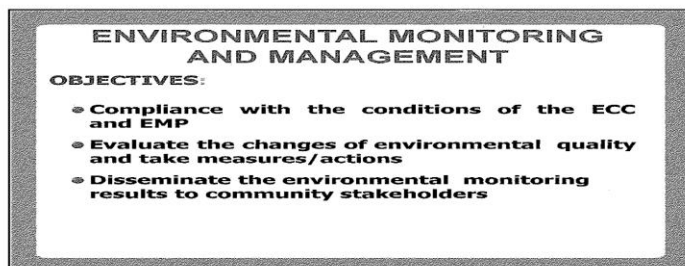 ENVIRONMENTAL MONITORING
AND MANAGEMENT
OBJECTIVES:
Compliance with the conditions of the ECC
and EMP
Evaluate the changes of environmental quality
and take measures/actions
Disseminate the environmental monitoring
results to community stakeholders